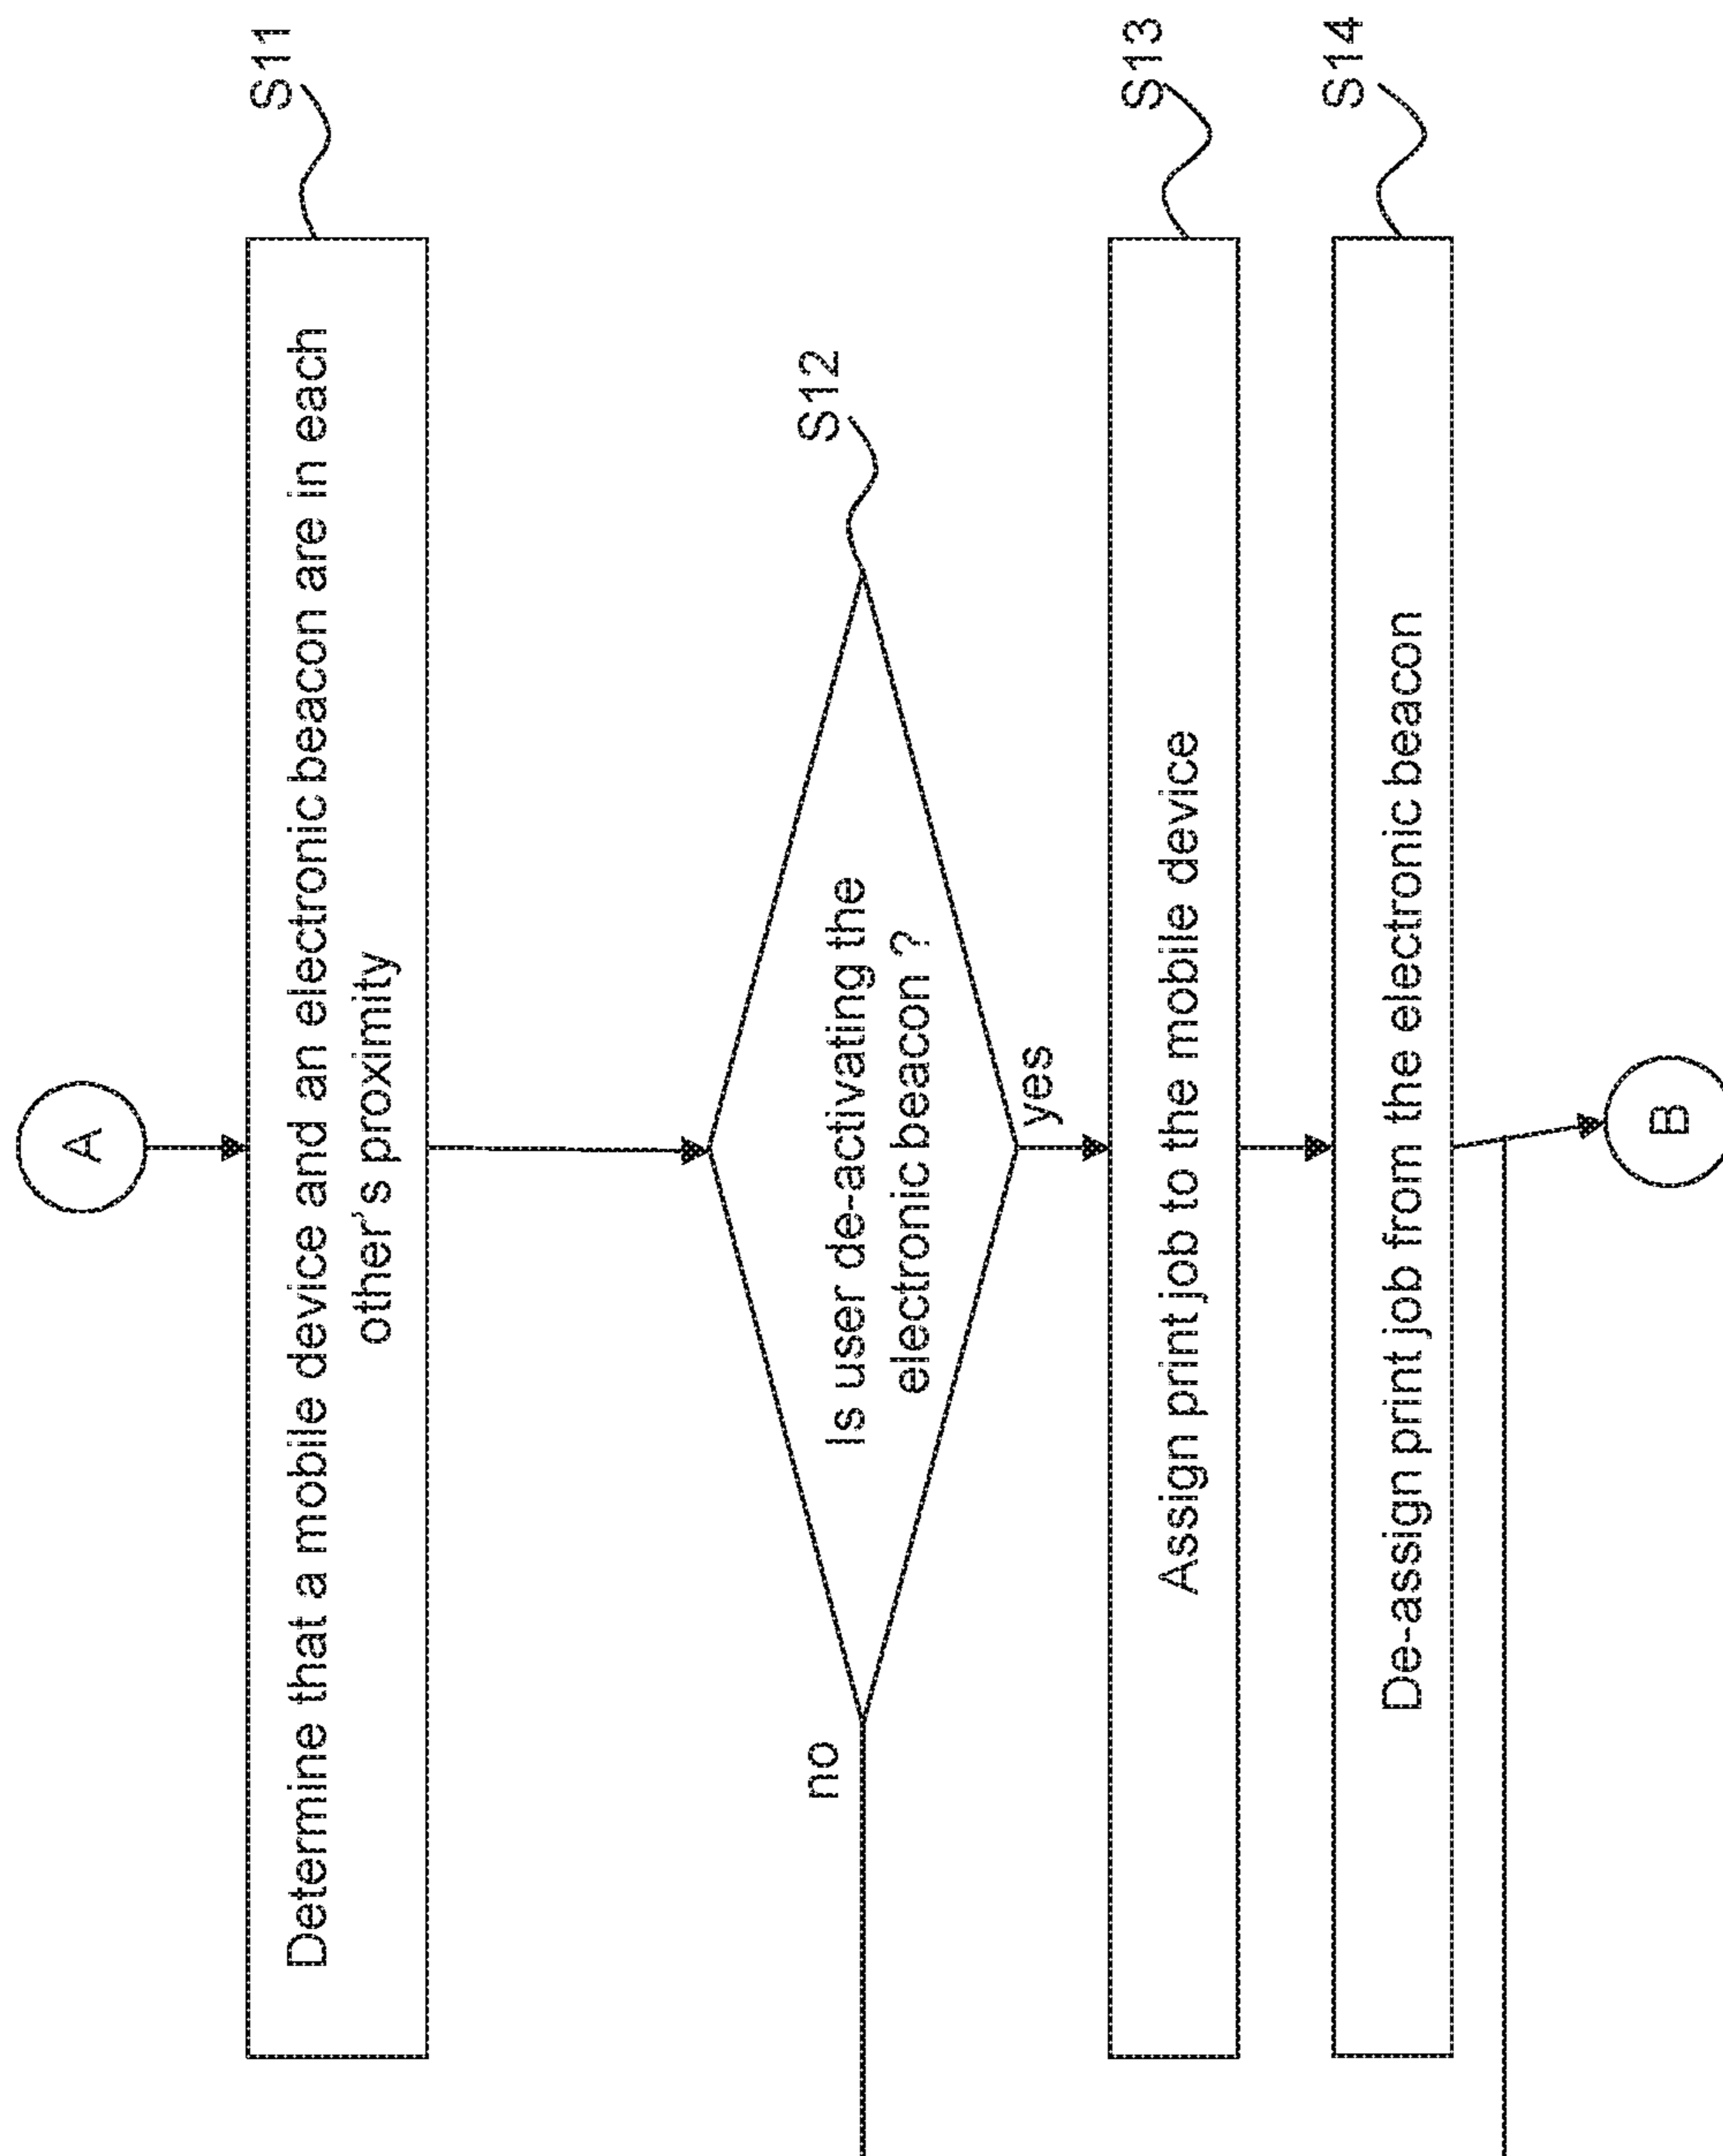 A
S11
Determine that a mobile device and an electronic beacon are in each
other's proximity
S12
Is user de-activating the
electronic beacon ?
no
yes
S13
Assign print job to the mobile device
S14
De-assign print job from the electronic beacon
B